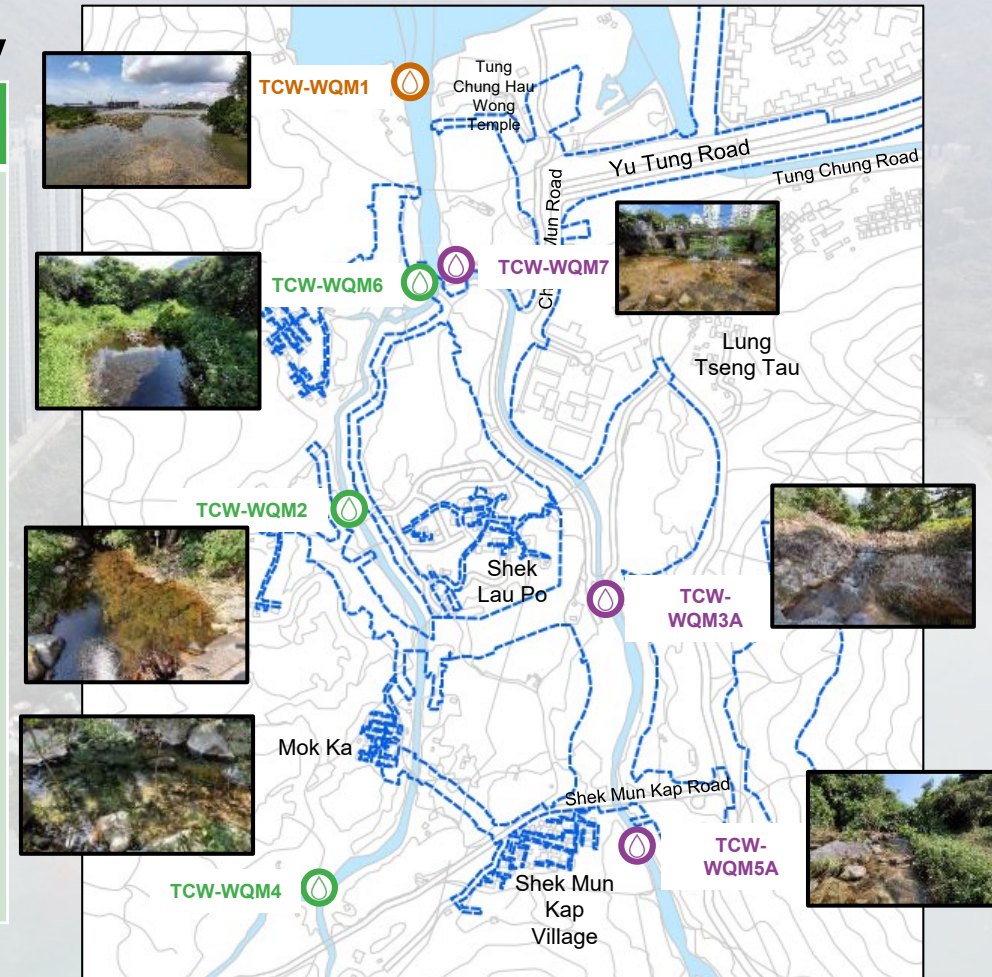 TCW-WQM1
Tung
Chung Hau
Wong
Temple
Yu Tung Road
Tung Chung Road
Mun Road
TCW-WQM6
TCW-WQM7
Lung
Tseng Tau
TCW-WQM2
Shek
Lau Po
TCW-
WQM3A
Mok Ka
Shek Mun Kap Road
TCW-
WQM5A
TCW-WQM4
Shek Mun
Kap
Village